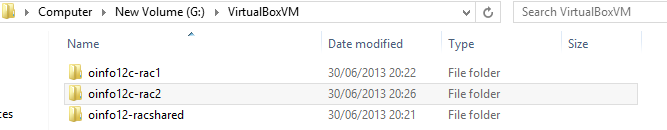 Computer New Volume (G:) VirtualBoxVM Search VirtualBoxVM
Name Date modified Type Size
oinfo12c-rac1 30/06/2013 20:22 File folder
oinfo12c-rac2 30/06/2013 20:26 File folder
oinfo12-racshared 30/06/2013 20:21 File folder
ces